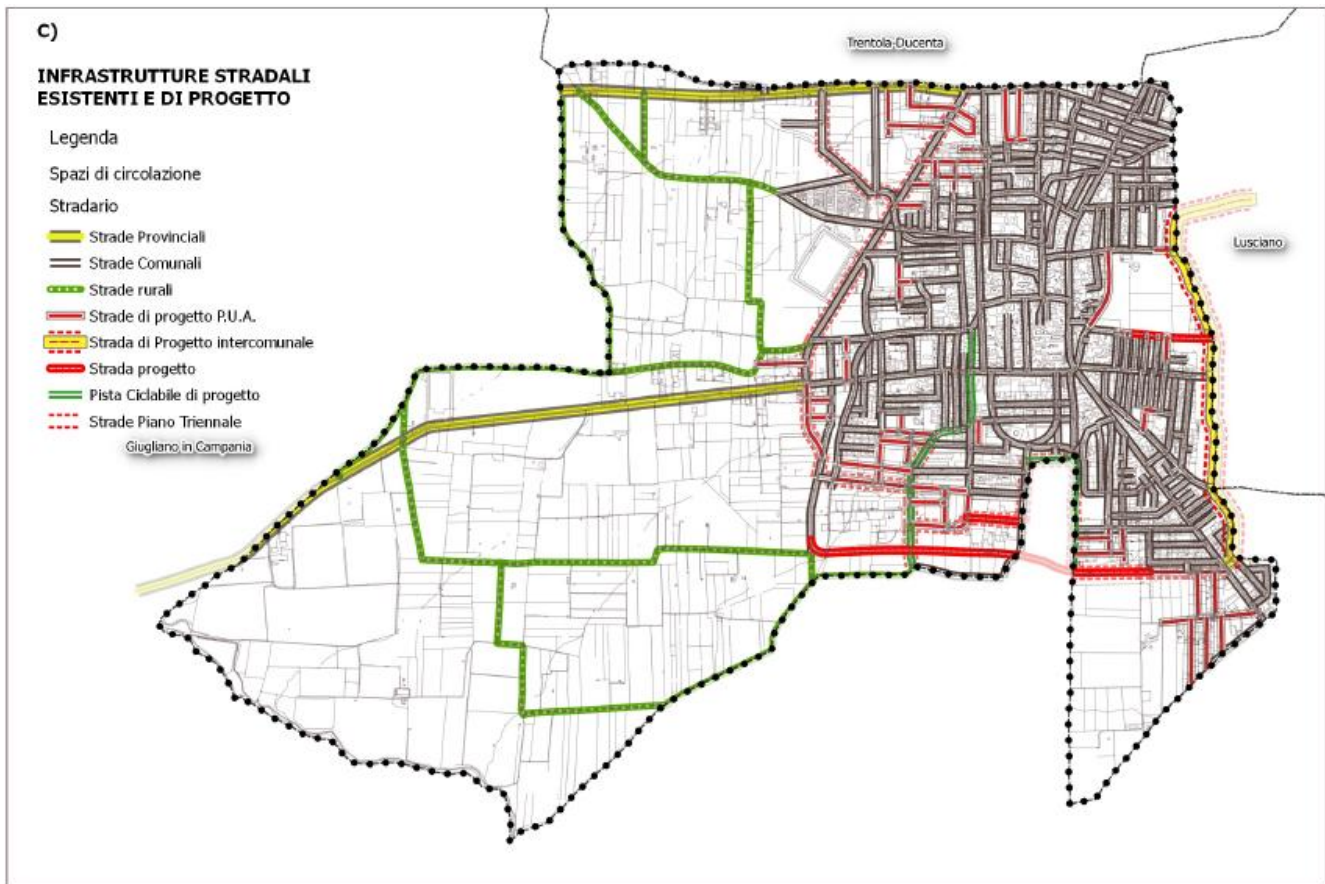 C)
INFRASTRUTTURE STRADALI
ESISTENTI E DI PROGETTO
Legenda
Spazi di circolazione
Stradario
Strade Provinciali
Strade Comunali
Strade rurali
Strade di progetto P.U.A.
Strada di Progetto intercomunale
Strada progetto
Pista Ciclabile di progetto
Strade Piano Triennale
Giugliano in Campania
Trentola-Ducenta
Lusciano